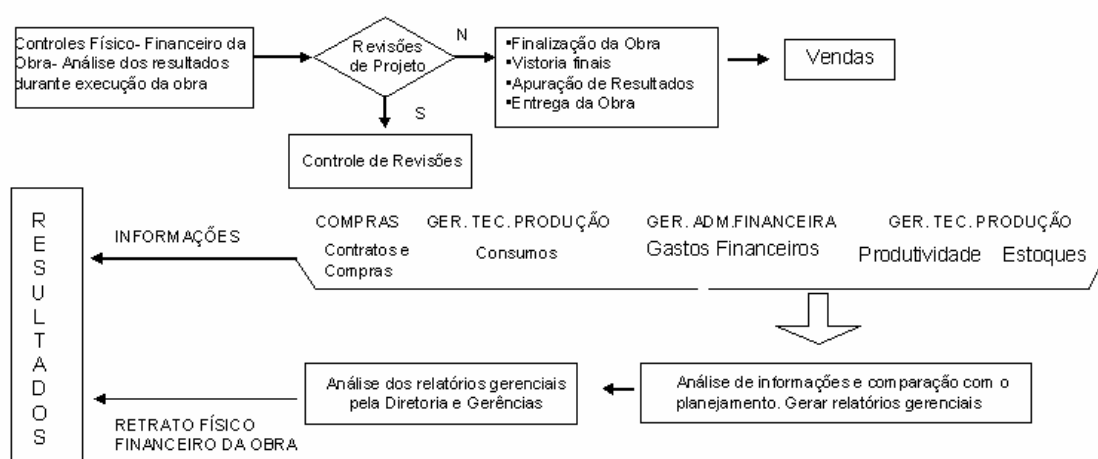 Controles Físico- Financeiro da
Obra- Análise dos resultados
durante execução da obra
Revisões
de Projeto
N
▪Finalização da Obra
▪Vistoria finais
▪Apuração de Resultados
▪Entrega da Obra
Vendas
S
Controle de Revisões
RESULTADOS
INFORMAÇÕES
COMPRAS
Contratos e
Compras
GER. TEC. PRODUÇÃO
Consumos
GER. ADM.FINANCEIRA
Gastos Financeiros
GER. TEC. PRODUÇÃO
Produtividade Estoques
Análise dos relatórios gerenciais
pela Diretoria e Gerências
Análise de informações e comparação com o
planejamento. Gerar relatórios gerenciais
RETRATO FÍSICO
FINANCEIRO DA OBRA